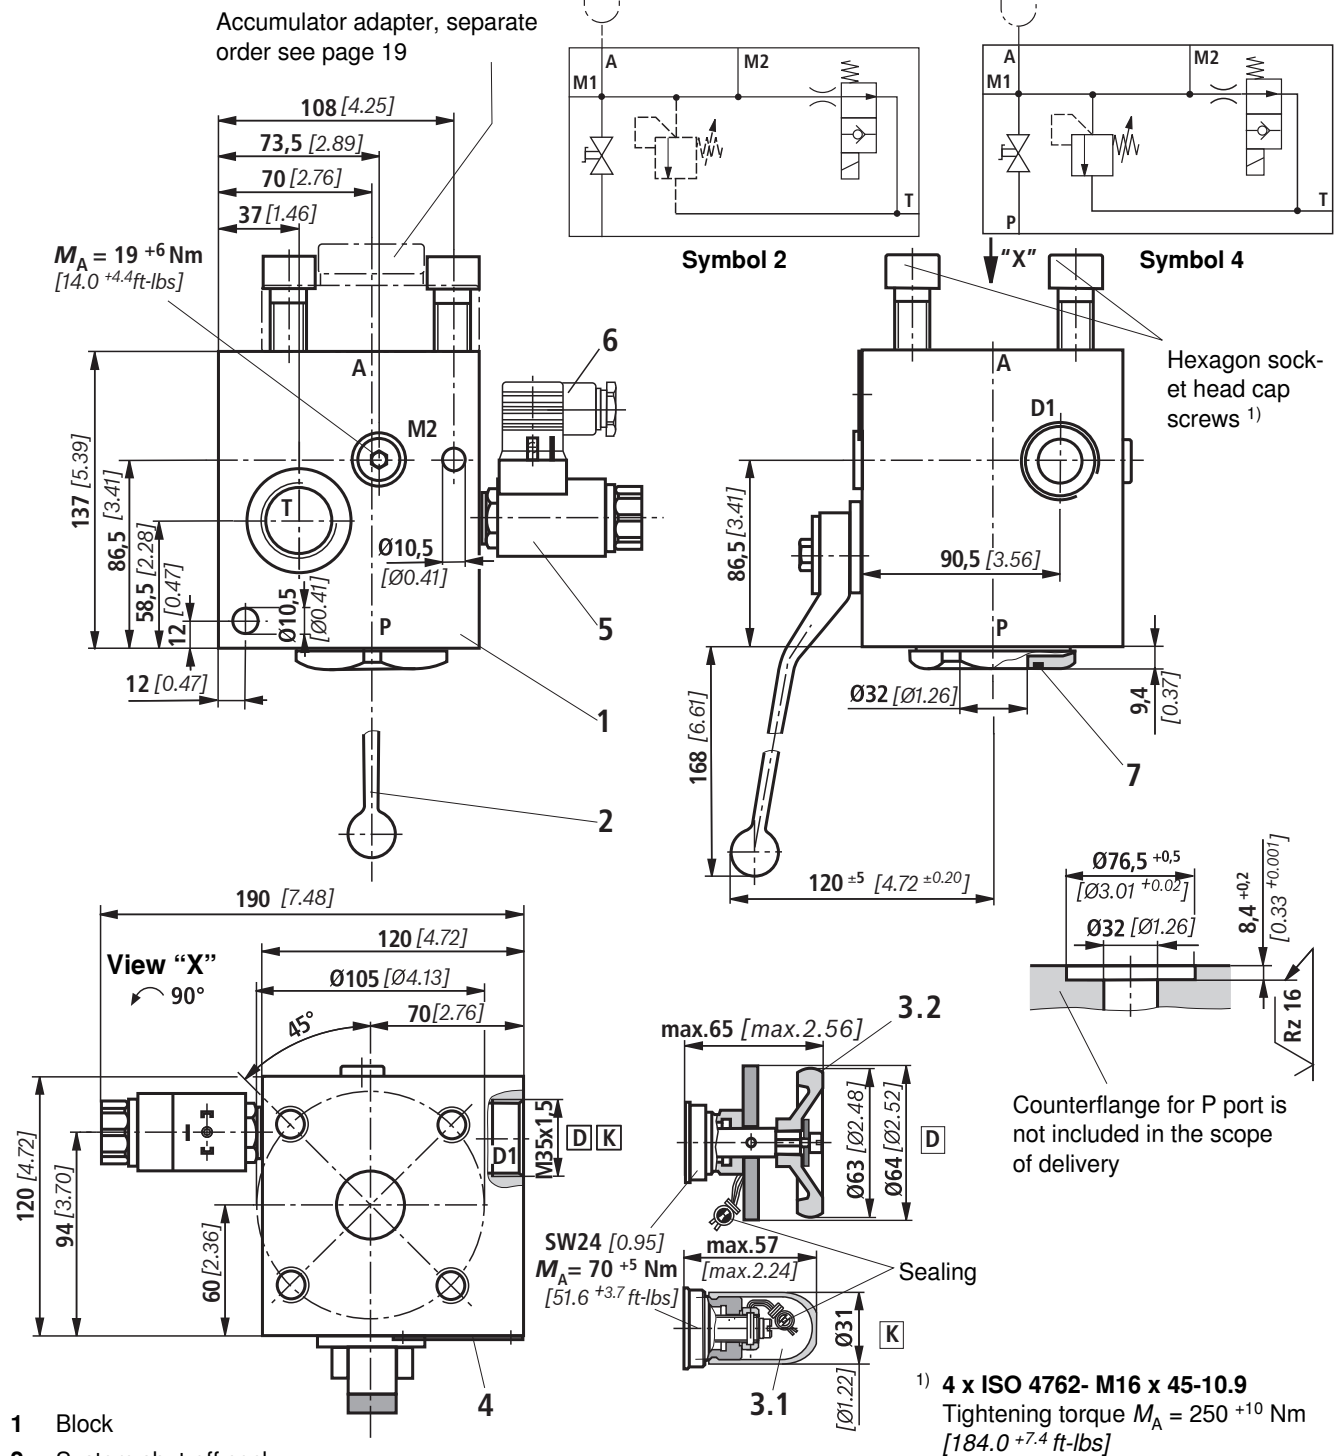 Accumulator adapter, separate
order see page 19
A
M1
M2
T
Symbol 2
A
M1
M2
T
P
Symbol 4
"X"
108 [4.25]
73,5 [2.89]
70 [2.76]
37 [1.46]
MA = 19 +6 Nm
[14.0 +4.4 ft-lbs]
6
A
M2
T
137 [5.39]
86,5 [3.41]
58,5 [2.28]
12 [0.47]
Ø10,5
[Ø0.41]
Ø10,5
[Ø0.41]
P
12 [0.47]
5
1
2
Hexagon sock-
et head cap
screws 1)
A
D1
86,5 [3.41]
90,5 [3.56]
P
Ø32 [Ø1.26]
9,4
[0.37]
168 [6.61]
7
120 ±5 [4.72 ±0.20]
Ø76,5 +0,5
[Ø3.01 +0.02]
Ø32 [Ø1.26]
8,4 +0,2
[0.33 +0.001]
Rz 16
Counterflange for P port is
not included in the scope
of delivery
190 [7.48]
120 [4.72]
View "X"
90°
Ø105 [Ø4.13]
45°
70 [2.76]
120 [4.72]
94 [3.70]
60 [2.36]
D1
M35x1,5
D K
4
max.65 [max.2.56]
3.2
Ø63 [Ø2.48]
Ø64 [Ø2.52]
D
SW24 [0.95]
MA = 70 +5 Nm
[51.6 +3.7 ft-lbs]
max.57
[max.2.24]
Sealing
Ø31
[Ø1.22]
K
3.1
1) 4 x ISO 4762- M16 x 45-10.9
Tightening torque MA = 250 +10 Nm
[184.0 +7.4 ft-lbs]
1 Block